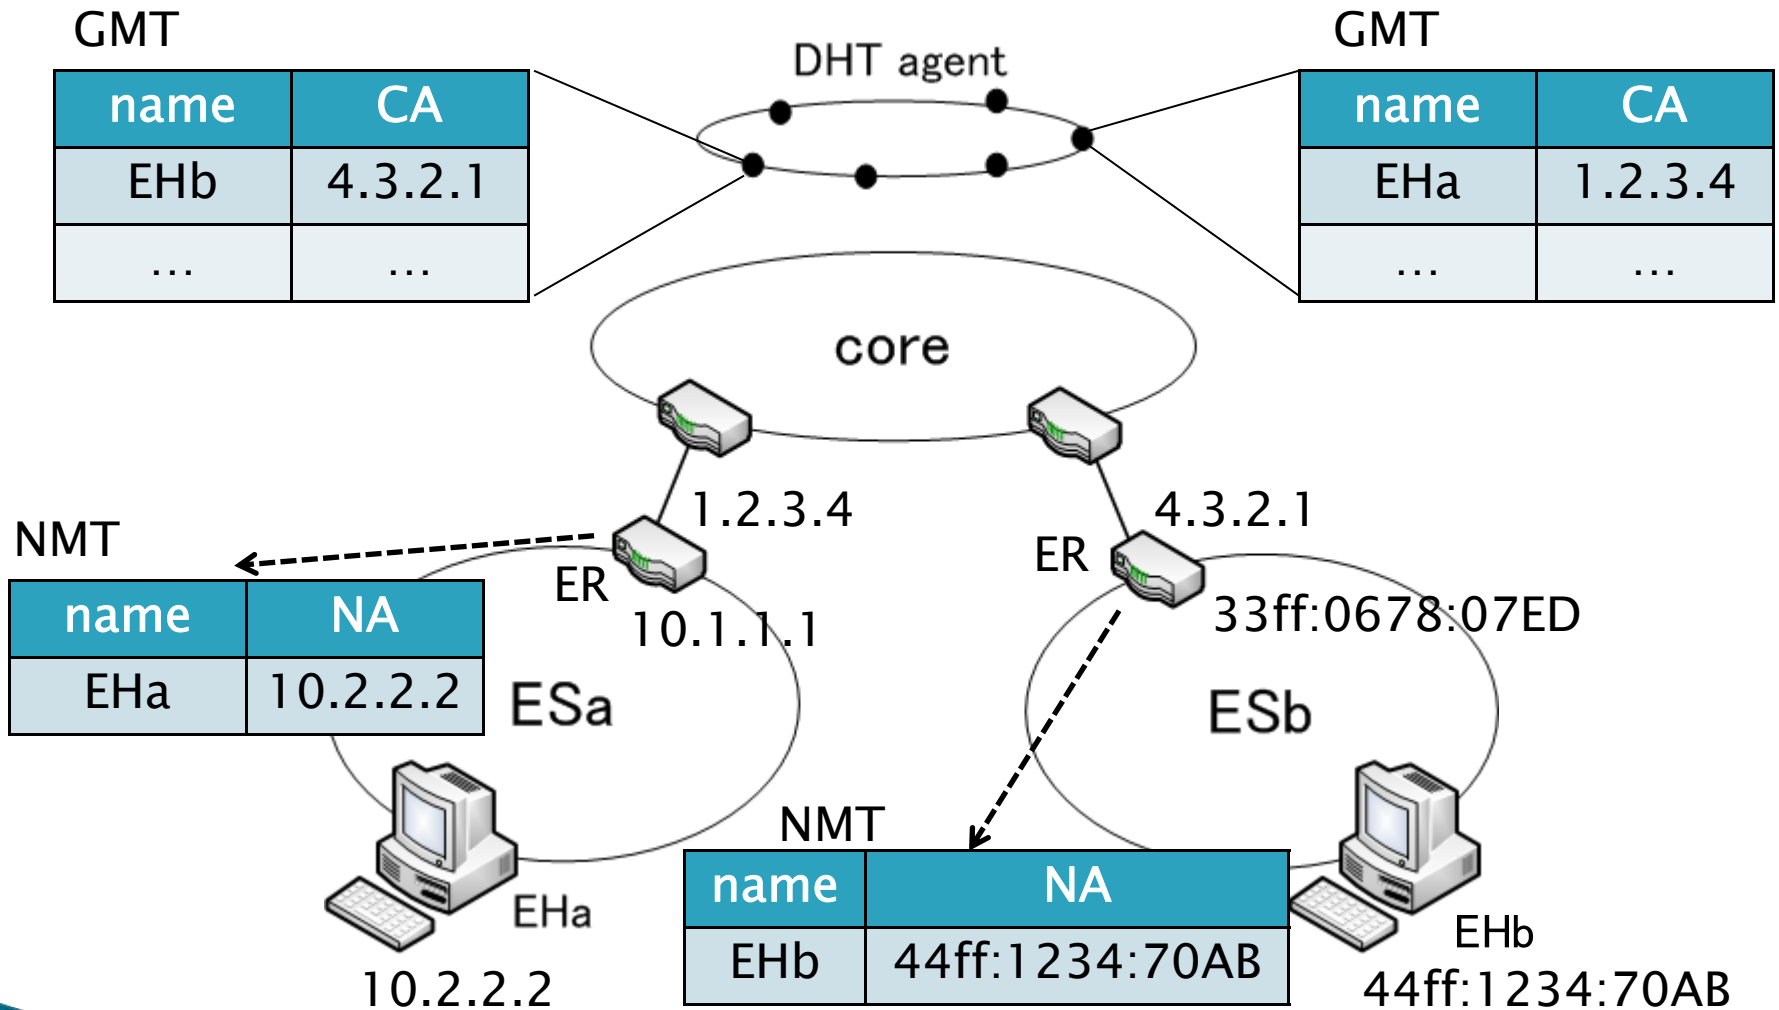 GMT
name CA
EHb 4.3.2.1
... ...
DHT agent
GMT
name CA
EHa 1.2.3.4
... ...
core
1.2.3.4
4.3.2.1
NMT
name NA
EHa 10.2.2.2
ER
10.1.1.1
ESa
ER
33ff:0678:07ED
ESb
EHa
10.2.2.2
NMT
name NA
EHb 44ff:1234:70AB
EHb
44ff:1234:70AB